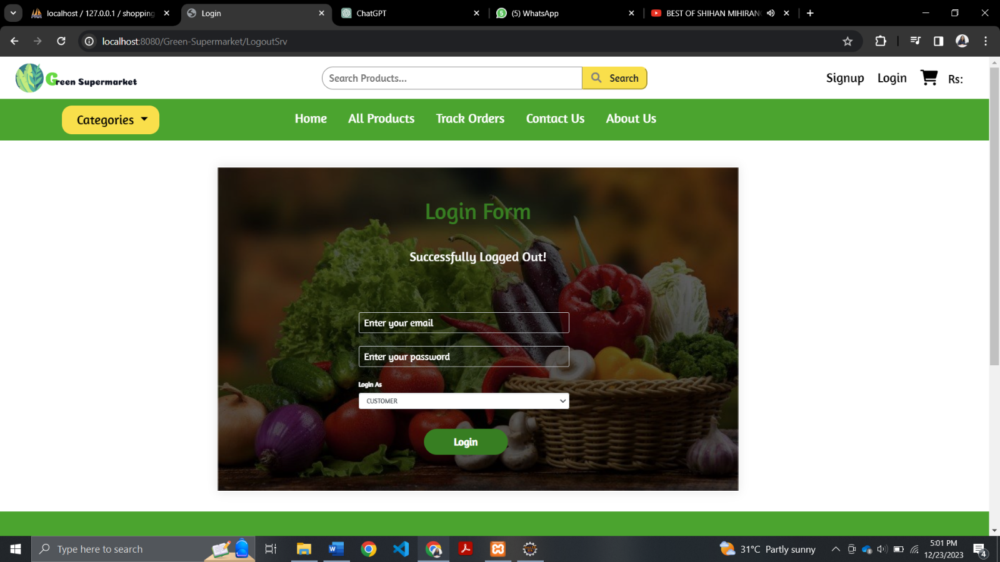 localhost / 127.0.0.1 / shopping
Login
ChatGPT
(5) WhatsApp
BEST OF SHIHAN MIHIRAN
localhost:8080/Green-Supermarket/LogoutSrv
Green Supermarket
Search Products...
Search
Signup
Login
Rs:
Categories
Home
All Products
Track Orders
Contact Us
About Us
Login Form
Successfully Logged Out!
Enter your email
Enter your password
Login As
CUSTOMER
Login
Type here to search
31°C Partly sunny
5:01 PM
12/23/2023
4